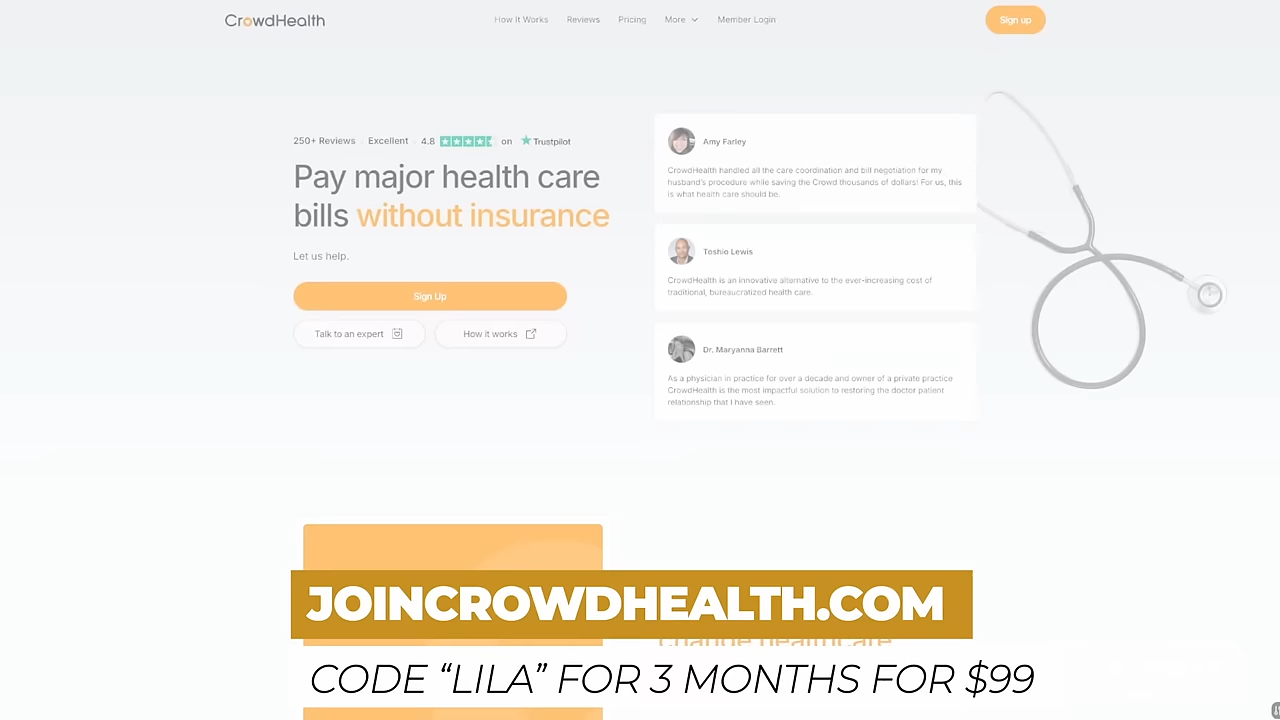 CrowdHealth
How It Works Reviews Pricing More Member Login
Sign up
250+ Reviews Excellent 4.8 on Trustpilot
Pay major health care
bills without insurance
Let us help.
Sign Up
Talk to an expert
How it works
Amy Farley
CrowdHealth handled all the care coordination and bill negotiation for my
husband's procedure while saving the Crowd thousands of dollars! For us, this
is what health care should be.
Toshio Lewis
CrowdHealth is an innovative alternative to the ever-increasing cost of
traditional, bureaucratized health care.
Dr. Maryanna Barrett
As a physician in practice for over a decade and owner of a private practice
CrowdHealth is the most impactful solution to restoring the doctor patient
relationship that I have seen.
JOINCROWDHEALTH.COM
change healthcare
CODE “LILA” FOR 3 MONTHS FOR $99